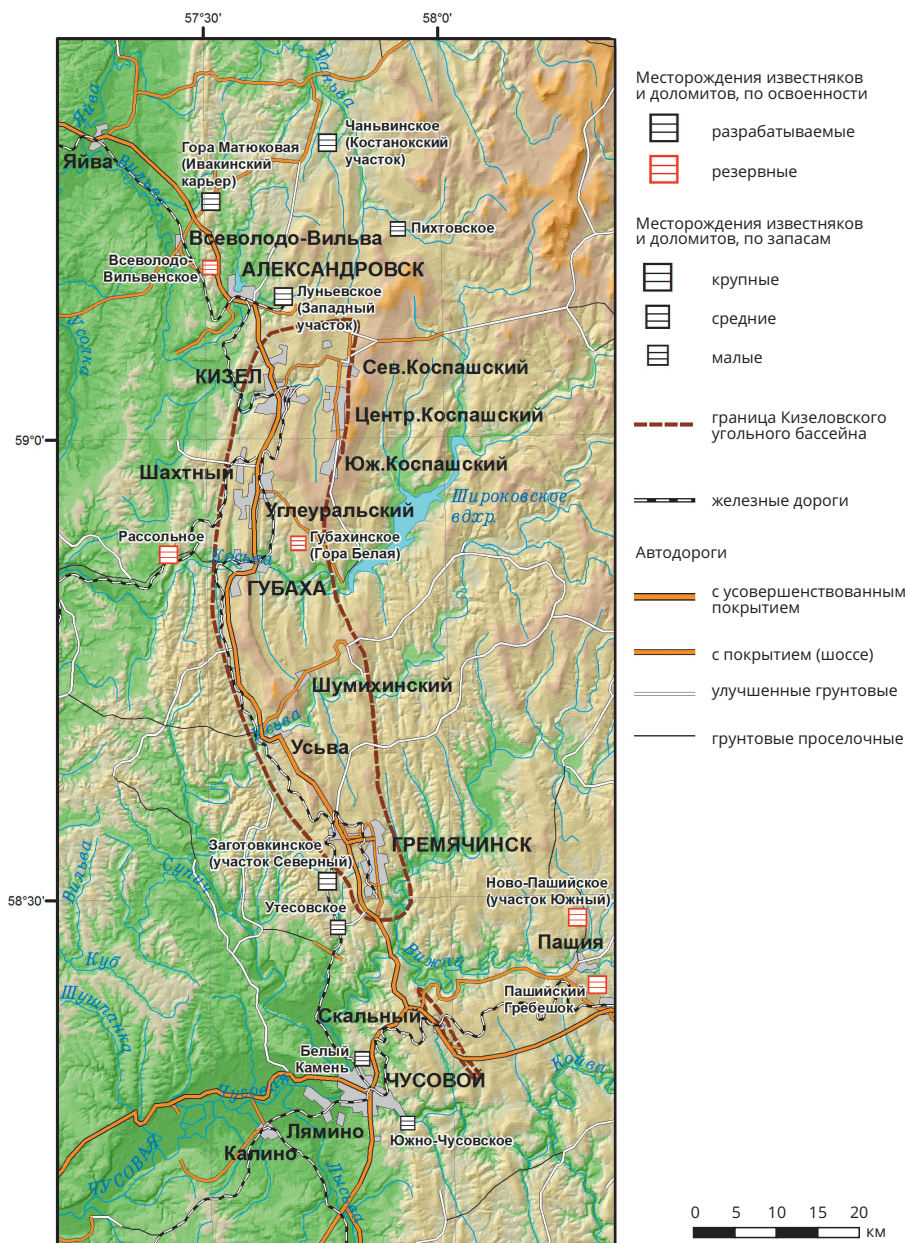 57°30'
58°0'
59°0'
58°30'
Яйва
Чаньва
Яйва
Вильва
Гора Матюковая
(Ивакинский
карьер)
Чаньвинское
(Костанокский
участок)
Пихтовское
Всеволодо-Вильва
Всеволодо-
Вильвенское
АЛЕКСАНДРОВСК
Луньевское
(Западный
участок)
Усолка
КИЗЕЛ
Сев.Коспашский
Центр.Коспашский
Юж.Коспашский
Шахтный
Широковское
вдхр.
Углеуральский
Рассольное
Губахинское
(Гора Белая)
Косьва
ГУБАХА
Шумихинский
Усьва
Усьва
ГРЕМЯЧИНСК
Заготовкинское
(участок Северный)
Вильва
Супич
Утесовское
Ново-Пашийское
(участок Южный)
Пашия
Вижай
Куб
Шушпанка
Пашийский
Гребешок
Скальный
Белый
Камень
Койва
ЧУСОВОЙ
Чусовая
Лямино
Южно-Чусовское
Калино
ЧУСОВАЯ
Лысьва
Месторождения известняков
и доломитов, по освоенности
разрабатываемые
резервные
Месторождения известняков
и доломитов, по запасам
крупные
средние
малые
граница Кизеловского
угольного бассейна
железные дороги
Автодороги
с усовершенствованным
покрытием
с покрытием (шоссе)
улучшенные грунтовые
грунтовые проселочные
0 5 10 15 20
км